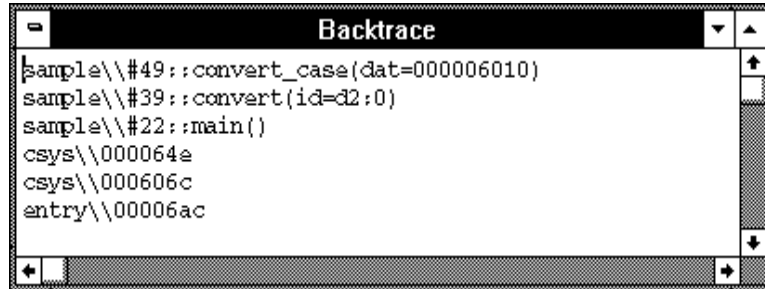 Backtrace
sample\\#49::convert_case(dat=000006010)
sample\\#39::convert(id=d2:0)
sample\\#22::main()
csys\\000064e
csys\\000606c
entry\\00006ac